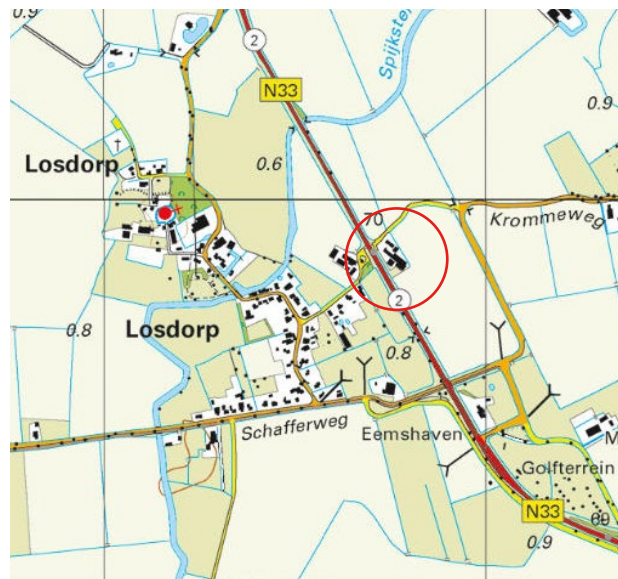 0.9
2
Spijkster
N33
0.9
Losdorp
0.6
70
Krommeweg
Losdorp
2
0.8
0.8
Schafferweg
Eemshaven
M
Golfterrein
N33
69
0.9